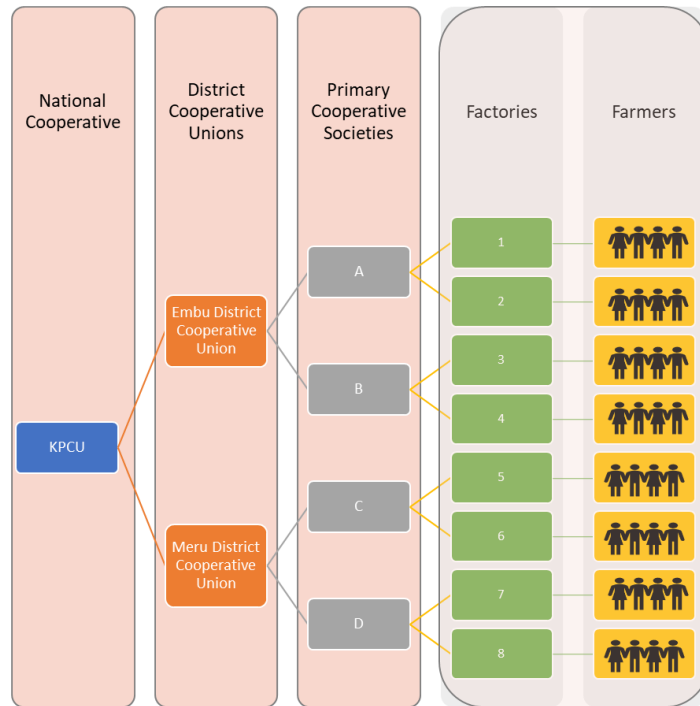 National
Cooperative
District
Cooperative
Unions
Primary
Cooperative
Societies
Factories
Farmers
KPCU
Embu District
Cooperative
Union
Meru District
Cooperative
Union
A
B
C
D
1
2
3
4
5
6
7
8